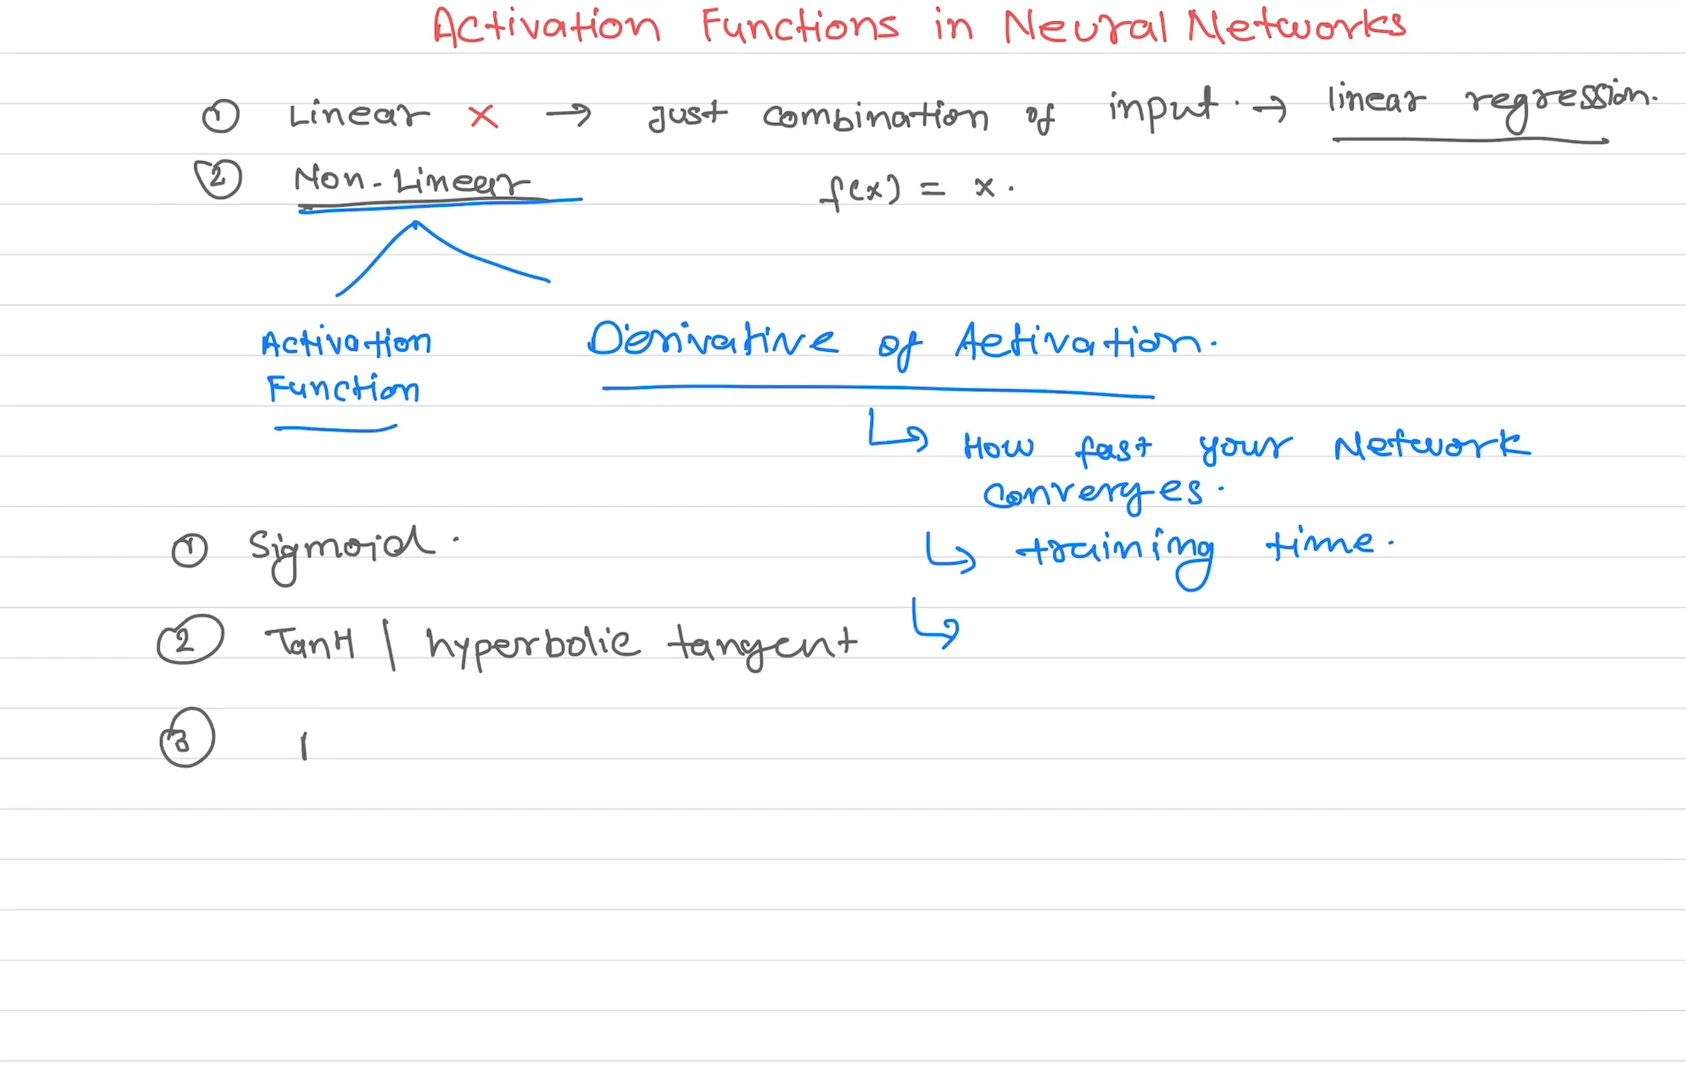 Activation Functions in Neural Networks
① Linear × → Just combination of input. → linear regression.
② Non-Linear f(x) = x.
Activation Derivative of Activation.
Function
↳ How fast your Network
converges.
① Sigmoid. ↳ training time.
② TanH | hyperbolic tangent ↳
③ |